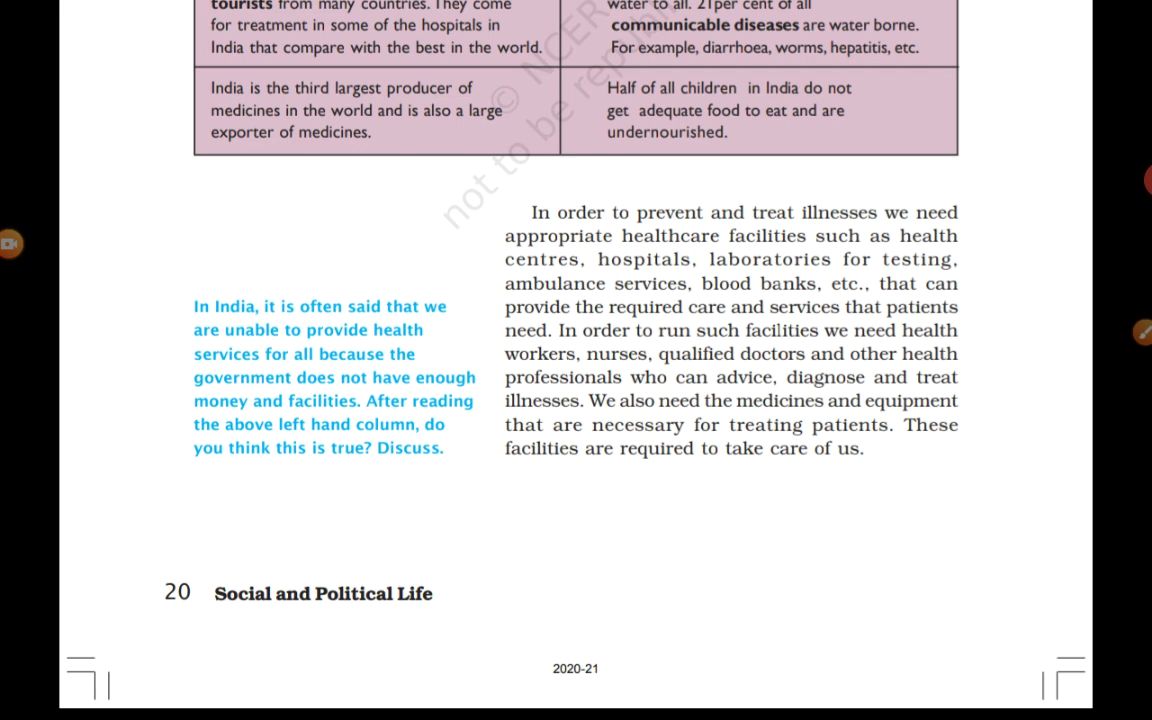 tourists from many countries. They come
for treatment in some of the hospitals in
India that compare with the best in the world.
water to all. 21per cent of all
communicable diseases are water borne.
For example, diarrhoea, worms, hepatitis, etc.
India is the third largest producer of
medicines in the world and is also a large
exporter of medicines.
Half of all children in India do not
get adequate food to eat and are
undernourished.
© NCER
not to be republi
In order to prevent and treat illnesses we need
appropriate healthcare facilities such as health
centres, hospitals, laboratories for testing,
ambulance services, blood banks, etc., that can
provide the required care and services that patients
need. In order to run such facilities we need health
workers, nurses, qualified doctors and other health
professionals who can advice, diagnose and treat
illnesses. We also need the medicines and equipment
that are necessary for treating patients. These
facilities are required to take care of us.
In India, it is often said that we
are unable to provide health
services for all because the
government does not have enough
money and facilities. After reading
the above left hand column, do
you think this is true? Discuss.
20 Social and Political Life
2020-21